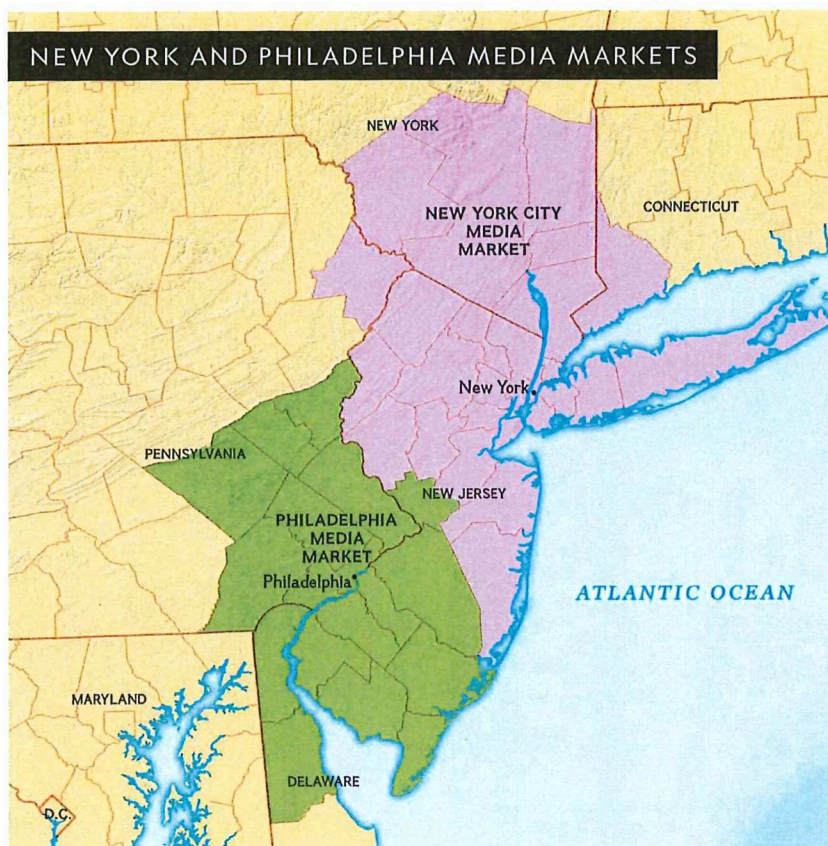 NEW YORK AND PHILADELPHIA MEDIA MARKETS
NEW YORK
CONNECTICUT
NEW YORK CITY
MEDIA
MARKET
New York
PENNSYLVANIA
NEW JERSEY
PHILADELPHIA
MEDIA
MARKET
Philadelphia
ATLANTIC OCEAN
MARYLAND
DELAWARE
D.C.